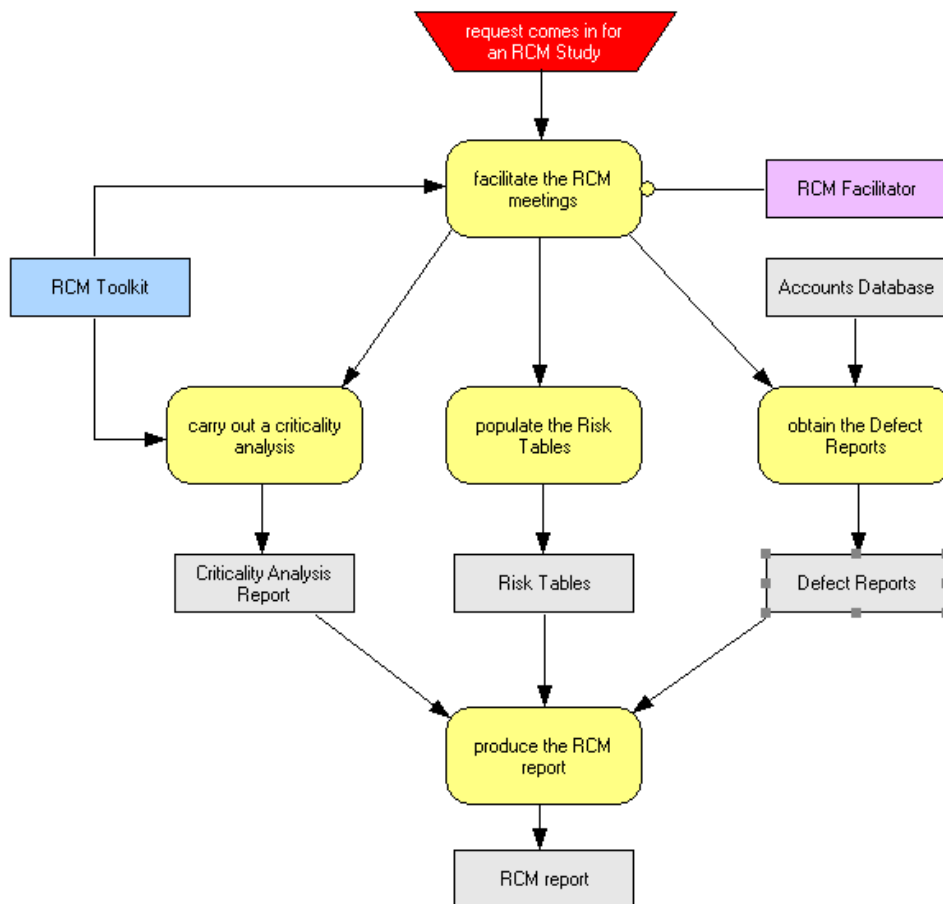 request comes in for
an RCM Study
facilitate the RCM
meetings
RCM Facilitator
RCM Toolkit
Accounts Database
carry out a criticality
analysis
populate the Risk
Tables
obtain the Defect
Reports
Criticality Analysis
Report
Risk Tables
Defect Reports
produce the RCM
report
RCM report